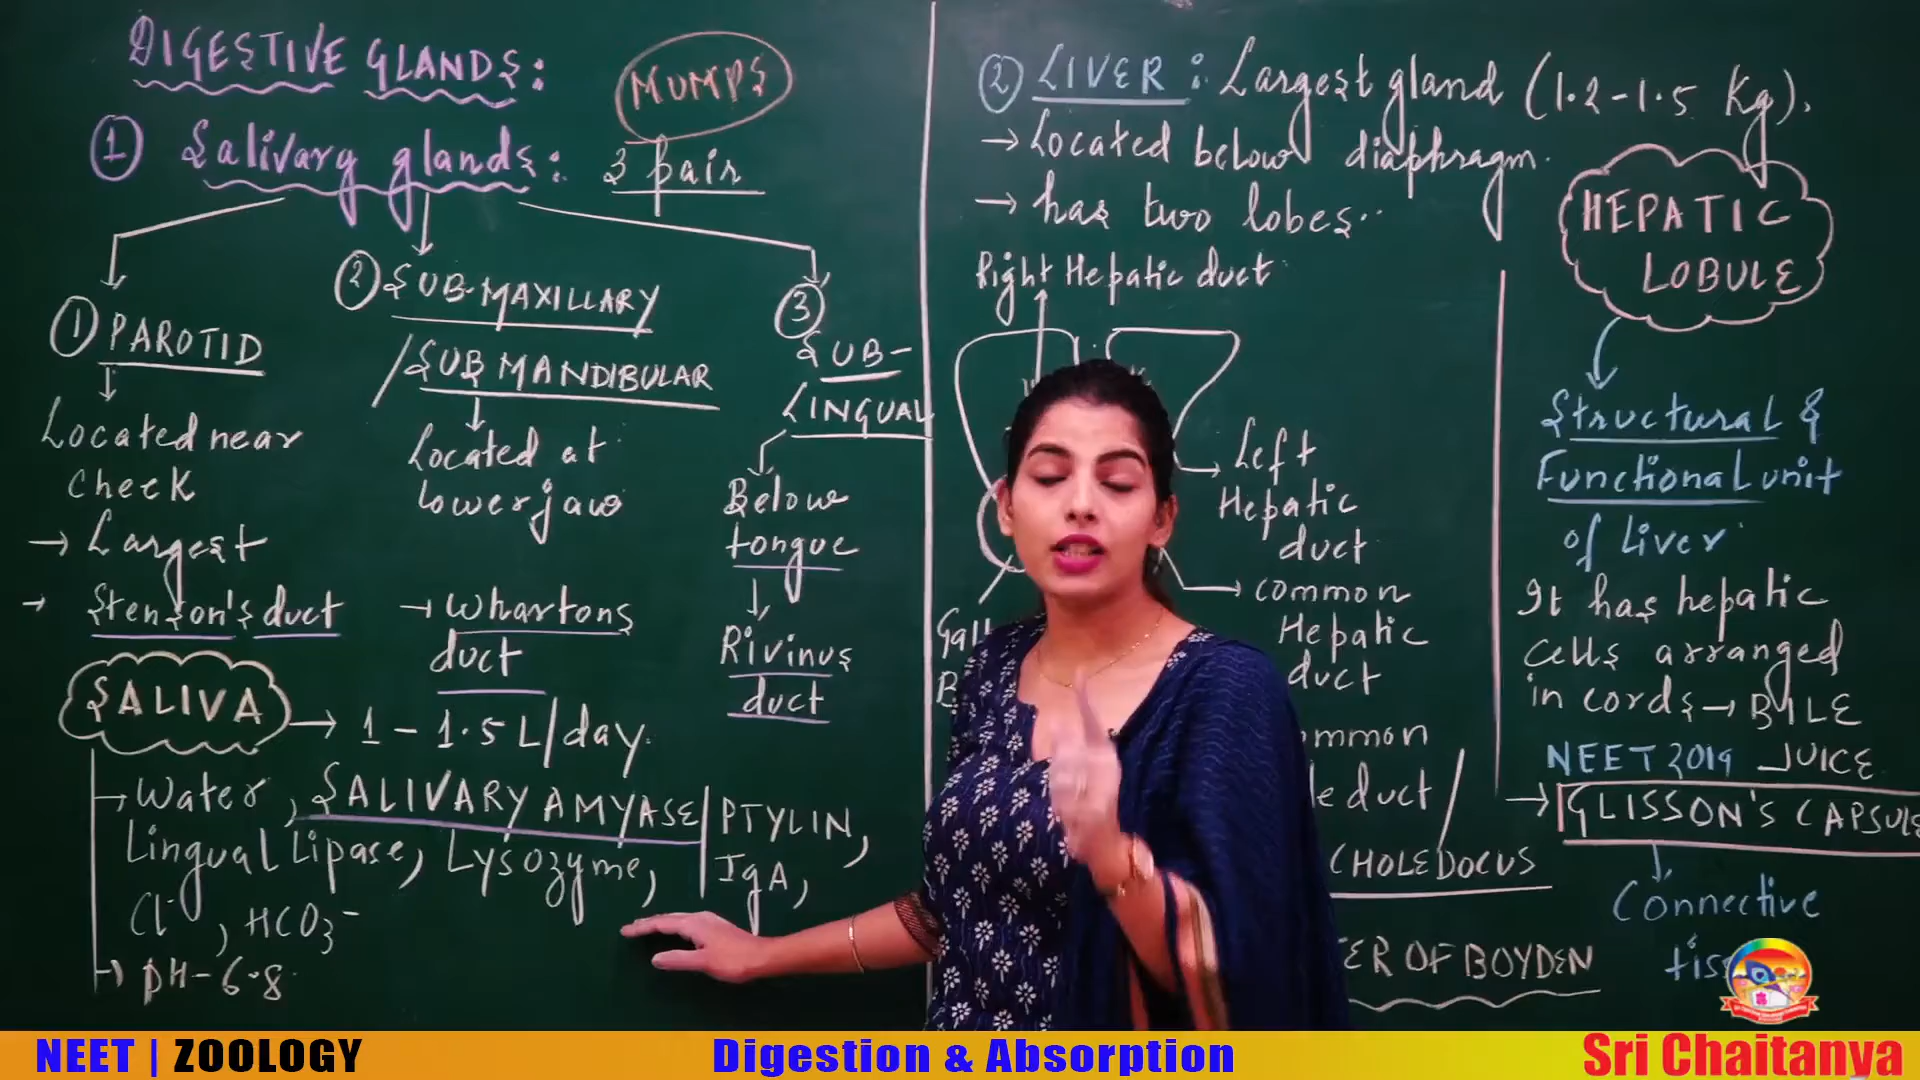 DIGESTIVE GLANDS:
MUMPS
① Salivary glands:
3 pair
① PAROTID
Located near
Cheek
→ Largest
→ Stenson's duct
② SUB-MAXILLARY
/SUB MANDIBULAR
Located at
lower jaw
→ Whartons
duct
③
SUB-
LINGUAL
Below
tongue
Rivinus
duct
SALIVA → 1 - 1.5 L/day.
→ Water, SALIVARY AMYASE/PTYLIN,
Lingual Lipase, Lysozyme, IgA,
Cl⁻, HCO₃⁻
→ pH - 6.8
② LIVER: Largest gland (1.2-1.5 Kg).
→ Located below diaphragm.
→ has two lobes..
Right Hepatic duct
Left
Hepatic
duct
common
Hepatic
duct
Gall
B
mmon
le duct/
CHOLEDOCUS
ER OF BOYDEN
HEPATIC
LOBULE
Structural &
Functional unit
of Liver
It has hepatic
cells arranged
in cords → BILE
JUICE
NEET 2019
→ GLISSON'S CAPSULE
Connective
tiss
NEET | ZOOLOGY
Digestion & Absorption
Sri Chaitanya